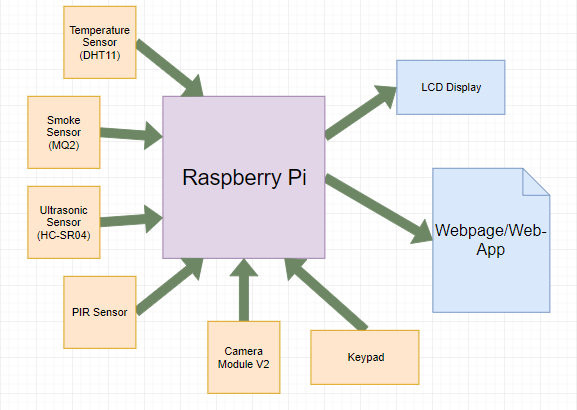 Temperature
Sensor
(DHT11)
LCD Display
Smoke
Sensor
(MQ2)
Raspberry Pi
Ultrasonic
Sensor
(HC-SR04)
Webpage/Web-
App
PIR Sensor
Camera
Module V2
Keypad